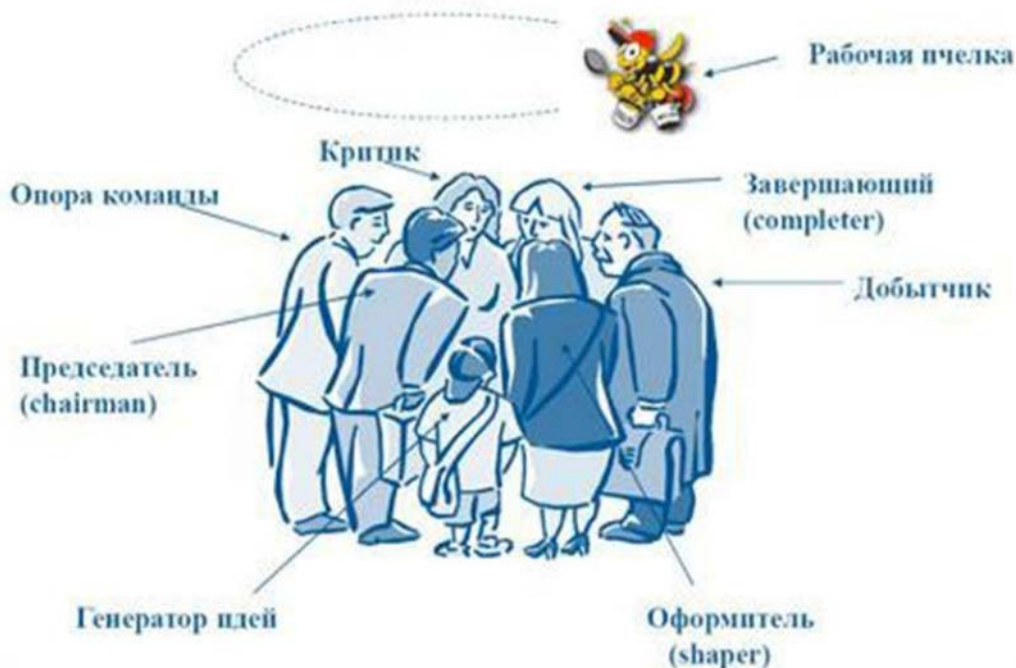 Рабочая пчелка
Критик
Опора команды
Завершающий
(completer)
Добытчик
Председатель
(chairman)
Генератор идей
Оформитель
(shaper)